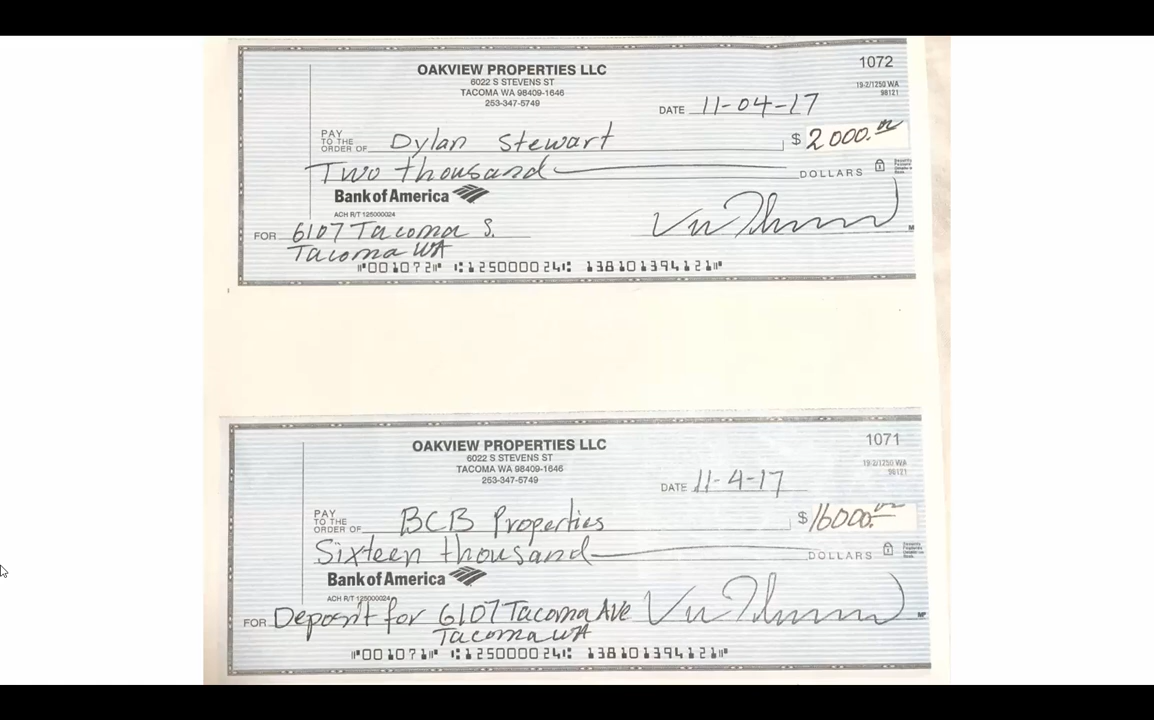 OAKVIEW PROPERTIES LLC
1072
6022 S STEVENS ST
TACOMA WA 98409-1646
253-347-5749
19-2/1250 WA
98121
DATE 11-04-17
PAY
TO THE
ORDER OF Dylan Stewart $ 2000.00
Two thousand DOLLARS
Bank of America
ACH R/T 125000024
FOR 6107 Tacoma S.
Tacoma WA
⑈001072⑈ ⑆125000024⑆ 138101394121⑈
OAKVIEW PROPERTIES LLC
1071
6022 S STEVENS ST
TACOMA WA 98409-1646
253-347-5749
19-2/1250 WA
98121
DATE 11-4-17
PAY
TO THE
ORDER OF BCB Properties $ 16000.00
Sixteen thousand DOLLARS
Bank of America
ACH R/T 125000024
FOR Deposit for 6107 Tacoma Ave
Tacoma WA
⑈001071⑈ ⑆125000024⑆ 138101394121⑈